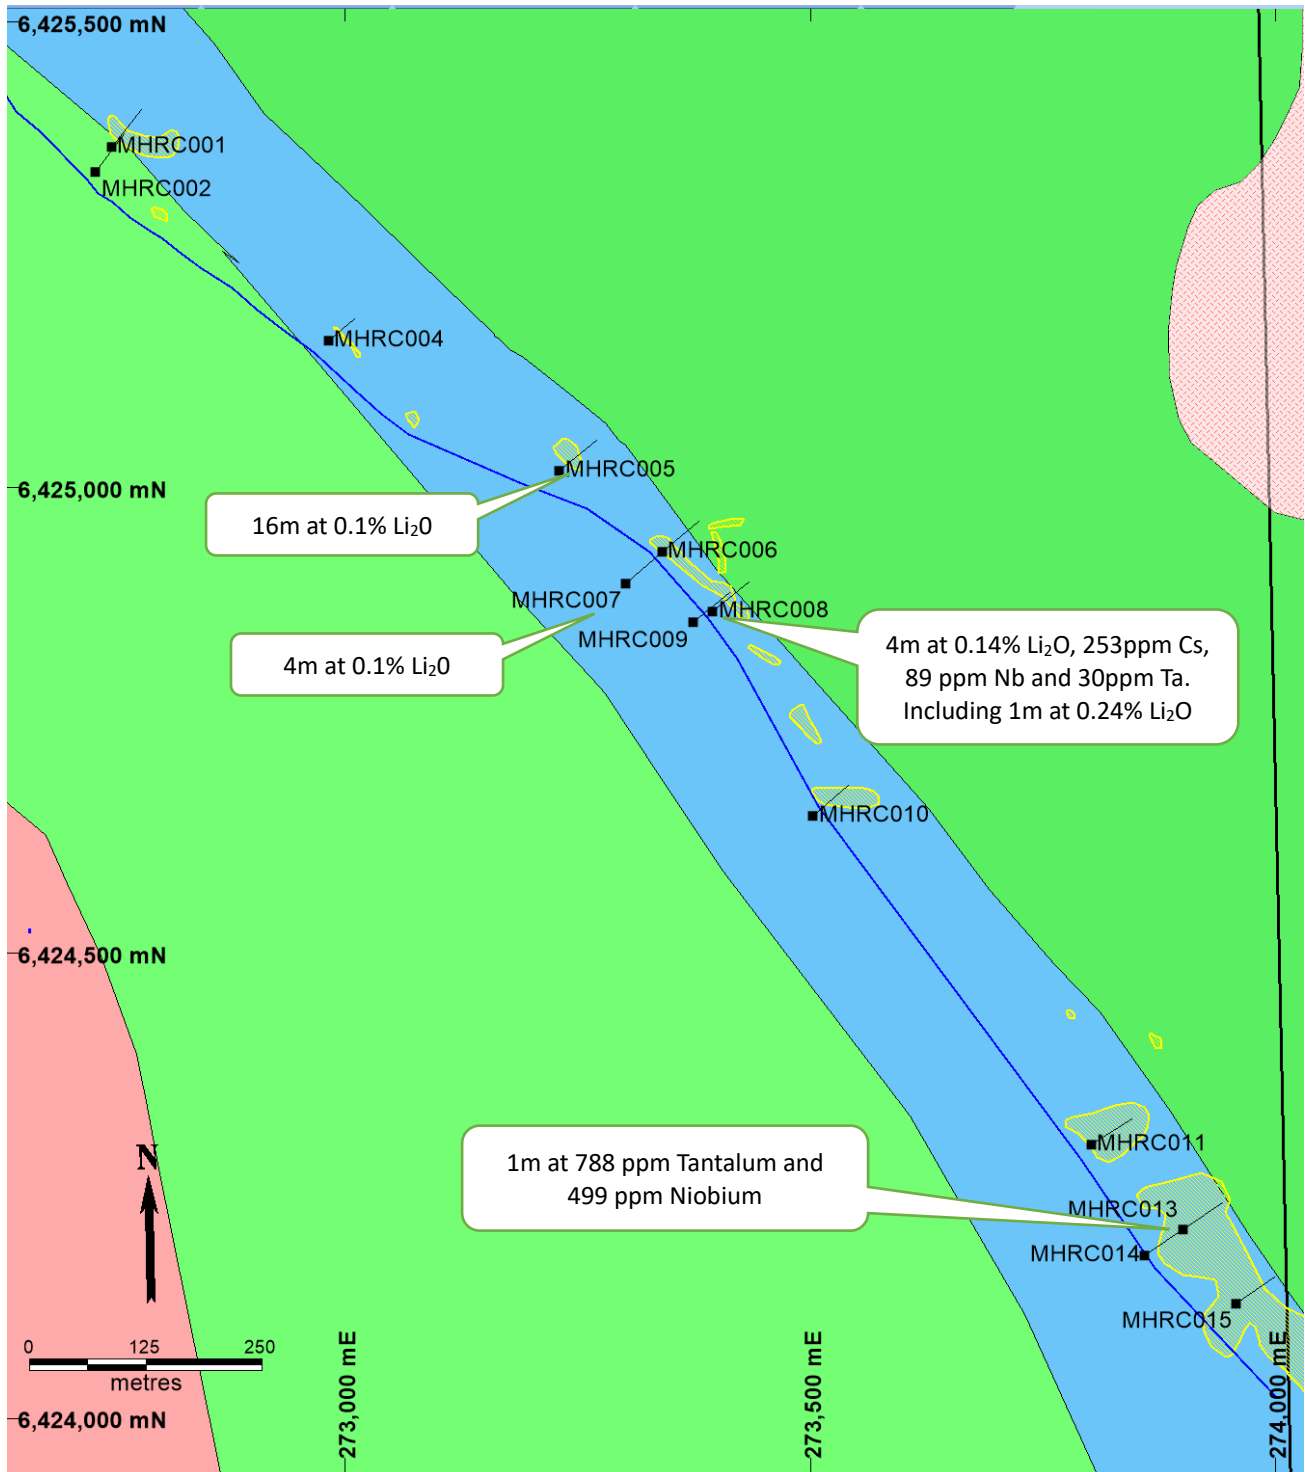 6,425,500 mN
MHRC001
MHRC002
MHRC004
MHRC005
6,425,000 mN
16m at 0.1% Li₂0
MHRC006
MHRC007
MHRC008
MHRC009
4m at 0.1% Li₂0
4m at 0.14% Li₂O, 253ppm Cs,
89 ppm Nb and 30ppm Ta.
Including 1m at 0.24% Li₂O
MHRC010
6,424,500 mN
MHRC011
1m at 788 ppm Tantalum and
499 ppm Niobium
N
MHRC013
MHRC014
MHRC015
0 125 250
metres
273,000 mE
273,500 mE
274,000 mE
6,424,000 mN